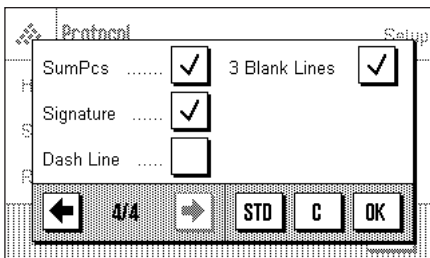 Protocol
Setup
SumPcs ....... 3 Blank Lines
Signature ......
Dash Line .....
4/4 STD C OK